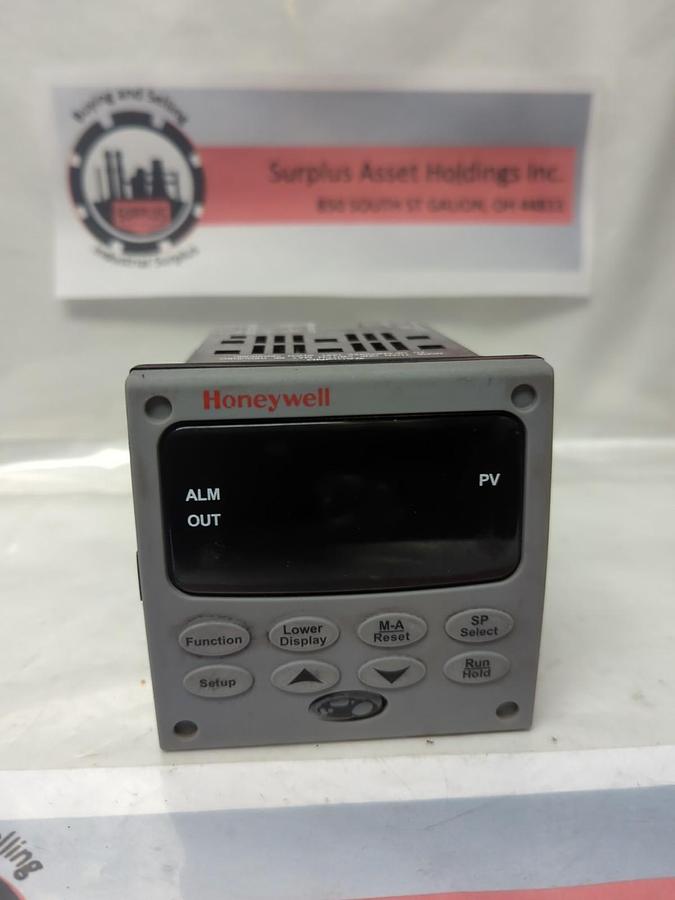 Buying and Selling
Surplus Asset Holdings Inc.
850 SOUTH ST GALION, OH 44833
Industrial Surplus
Honeywell
ALM
PV
OUT
Function
Lower
Display
M-A
Reset
SP
Select
Setup
Run
Hold